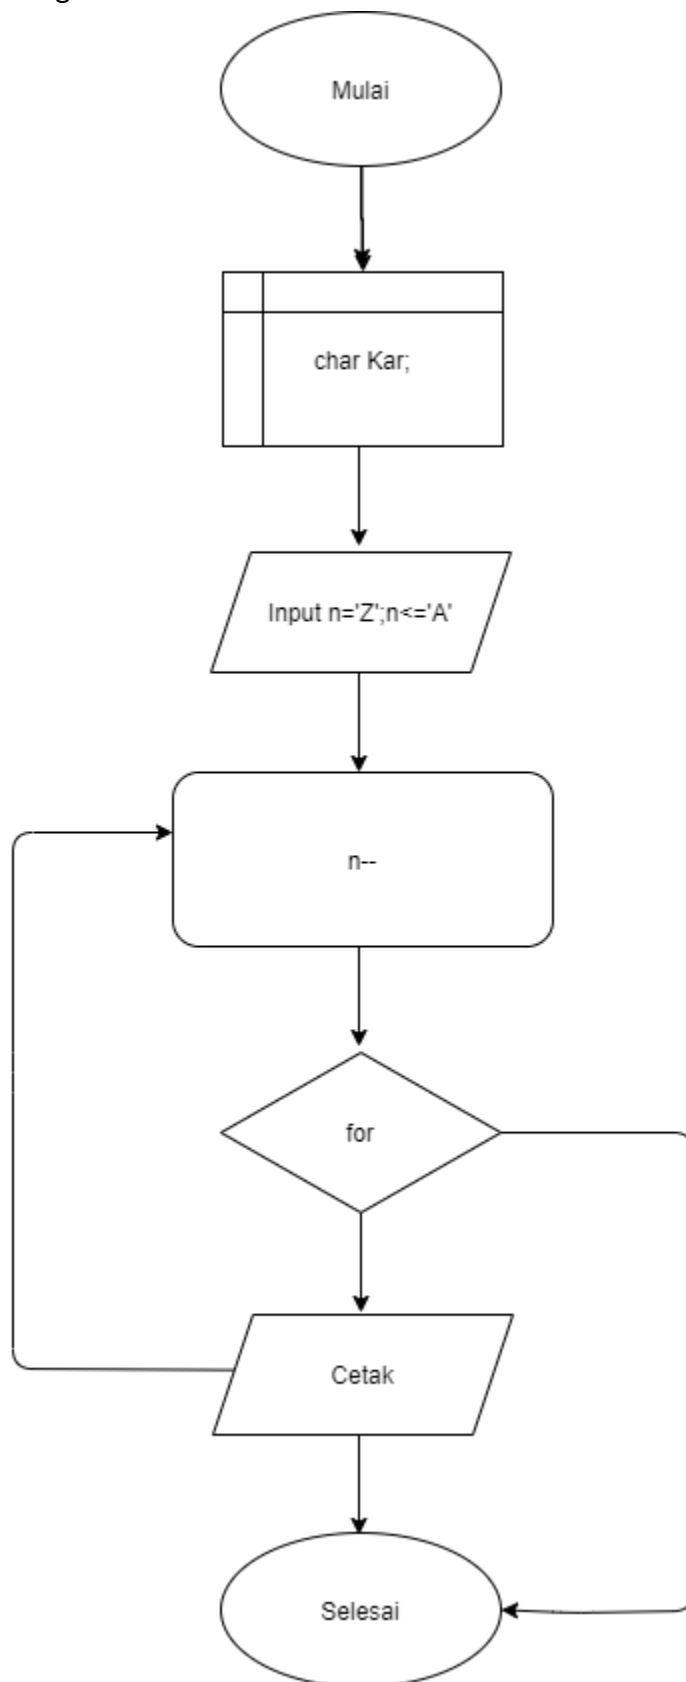 Mulai
char Kar;
Input n='Z';n<='A'
n--
for
Cetak
Selesai